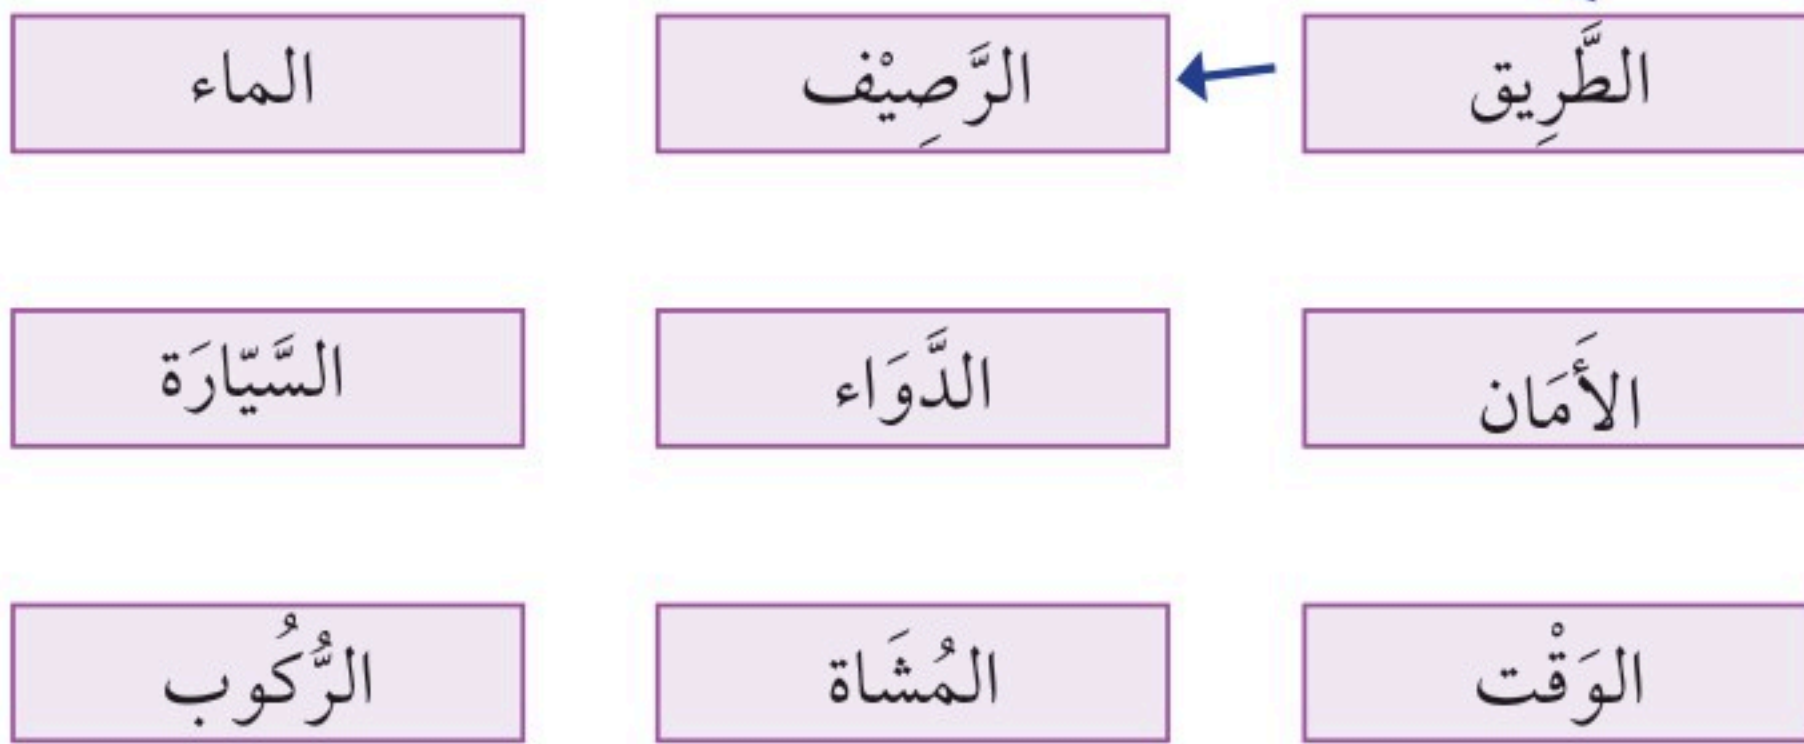 الطَّرِيق
الرَّصِيْف
الماء
الأَمَان
الدَّوَاء
السَّيّارَة
الوَقْت
المُشَاة
الرُّكُوب